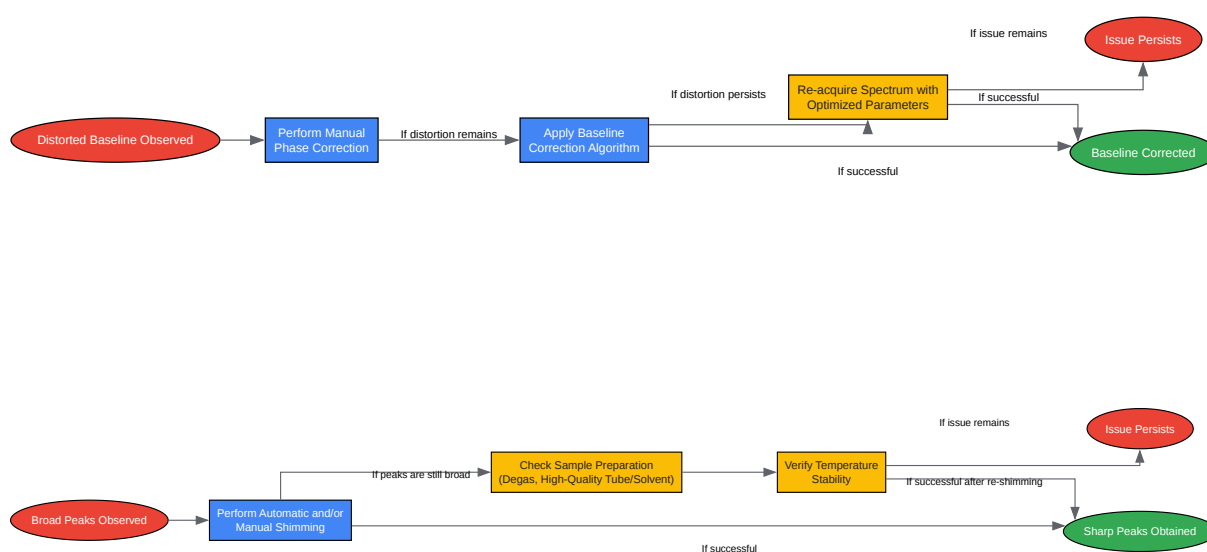 If issue remains
Issue Persists
Re-acquire Spectrum with
Optimized Parameters
If distortion persists
If successful
Distorted Baseline Observed
Perform Manual
Phase Correction
If distortion remains
Apply Baseline
Correction Algorithm
Baseline Corrected
If successful
If issue remains
Issue Persists
Check Sample Preparation
(Degas, High-Quality Tube/Solvent)
Verify Temperature
Stability
If peaks are still broad
If successful after re-shimming
Broad Peaks Observed
Perform Automatic and/or
Manual Shimming
Sharp Peaks Obtained
If successful